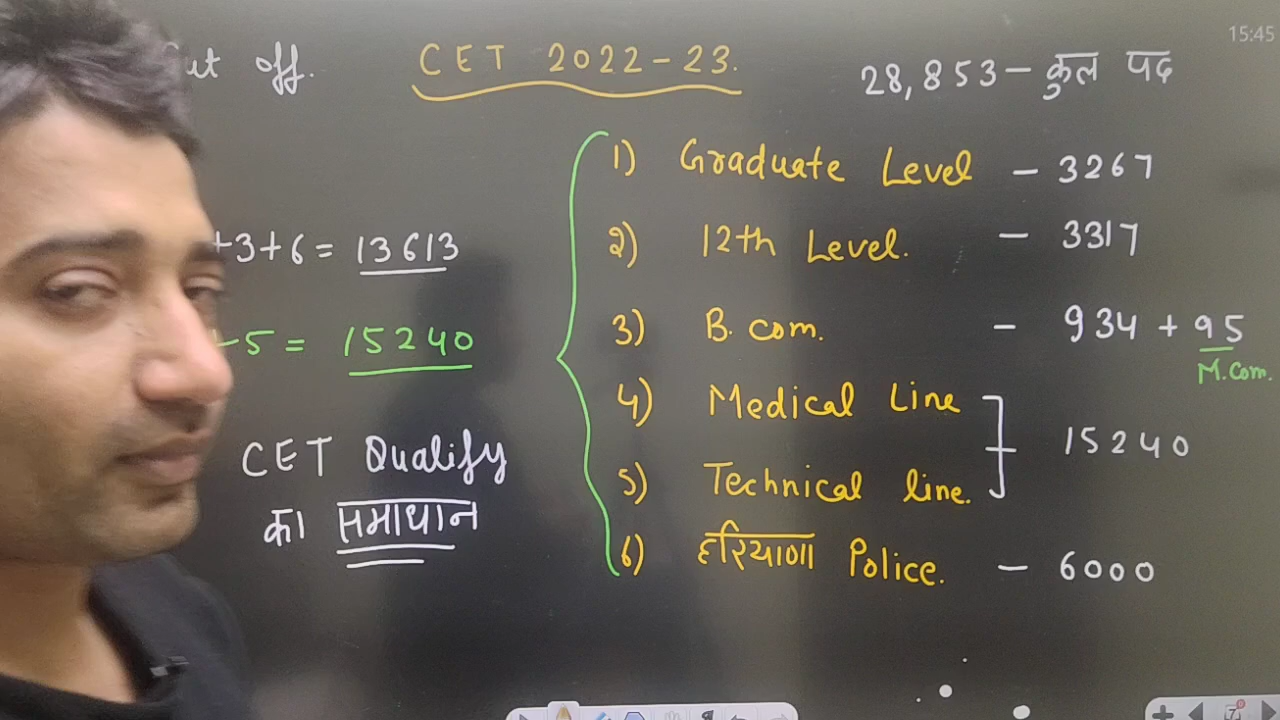 15:45
off.
CET 2022-23.
28,853 - कुल पद
1) Graduate Level - 3267
2) 12th Level. - 3317
3) B.com. - 934 + 95
M.Com.
4) Medical Line
5) Technical line.
15240
6) हरियाणा Police. - 6000
+3+6 = 13613
+5 = 15240
CET Qualify
का समाधान